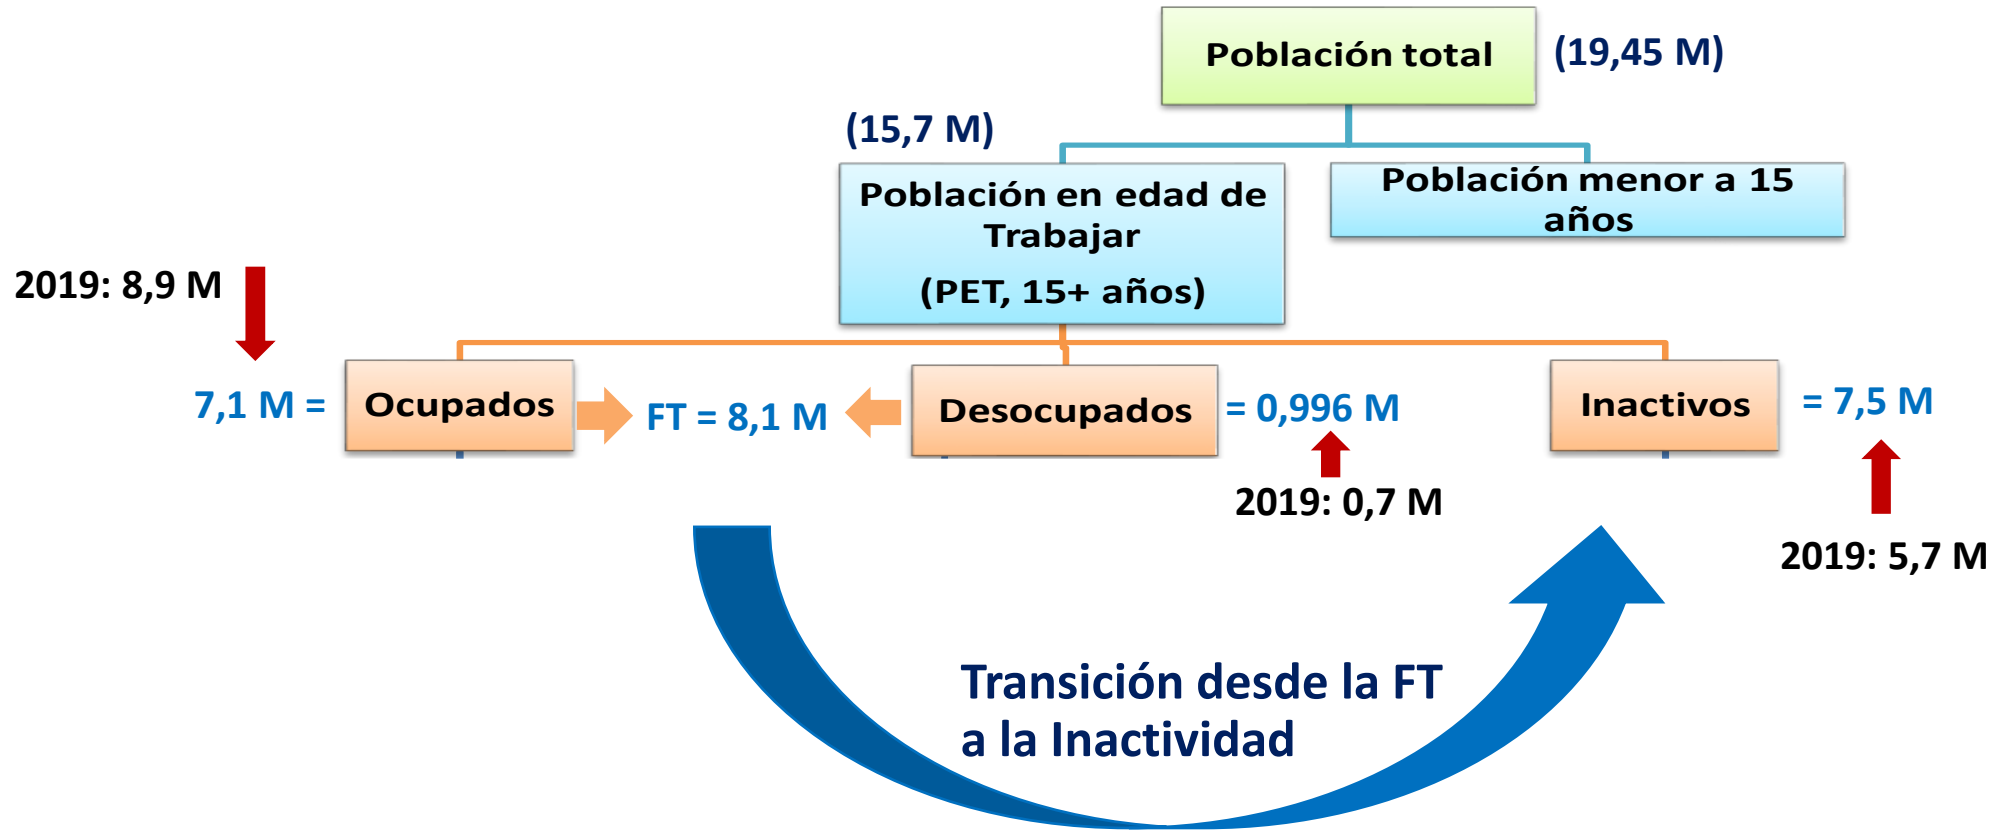 Población total
(19,45 M)
(15,7 M)
Población en edad de
Trabajar
(PET, 15+ años)
Población menor a 15
años
2019: 8,9 M
7,1 M =
Ocupados
FT = 8,1 M
Desocupados
= 0,996 M
Inactivos
= 7,5 M
2019: 0,7 M
2019: 5,7 M
Transición desde la FT
a la Inactividad